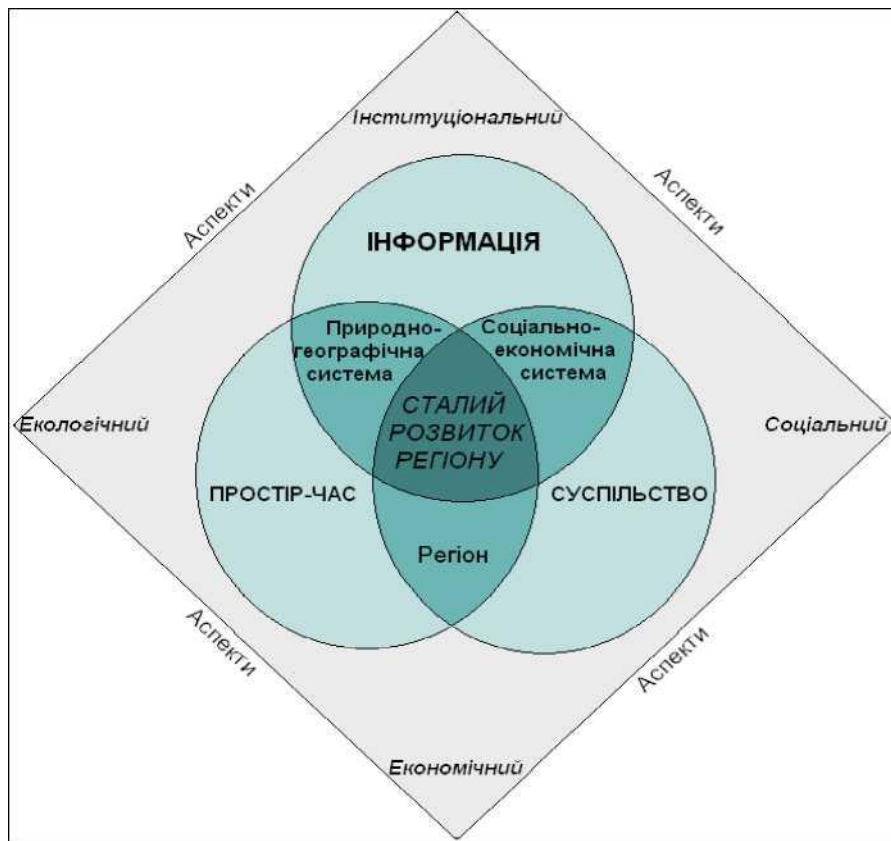 Інституціональний
Аспекти
Аспекти
ІНФОРМАЦІЯ
Природно-
географічна
система
Соціально-
економічна
система
СТАЛИЙ
РОЗВИТОК
РЕГІОНУ
Екологічний
Соціальний
ПРОСТІР-ЧАС
СУСПІЛЬСТВО
Регіон
Аспекти
Аспекти
Економічний